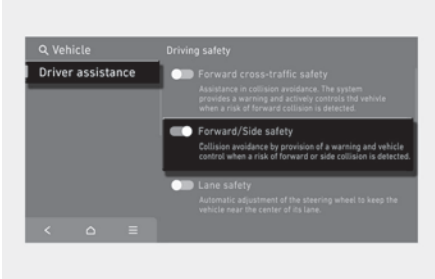 Vehicle
Driver assistance
Driving safety
Forward cross-traffic safety
Assistance in collision avoidance. The system
provides a warning and actively controls thd vehivle
when a risk of forward collision is detected.
Forward/Side safety
Collision avoidance by provision of a warning and vehicle
control when a risk of forward or side collision is detected.
Lane safety
Automatic adjustment of the steering wheel to keep the
vehicle near the center of its lane.